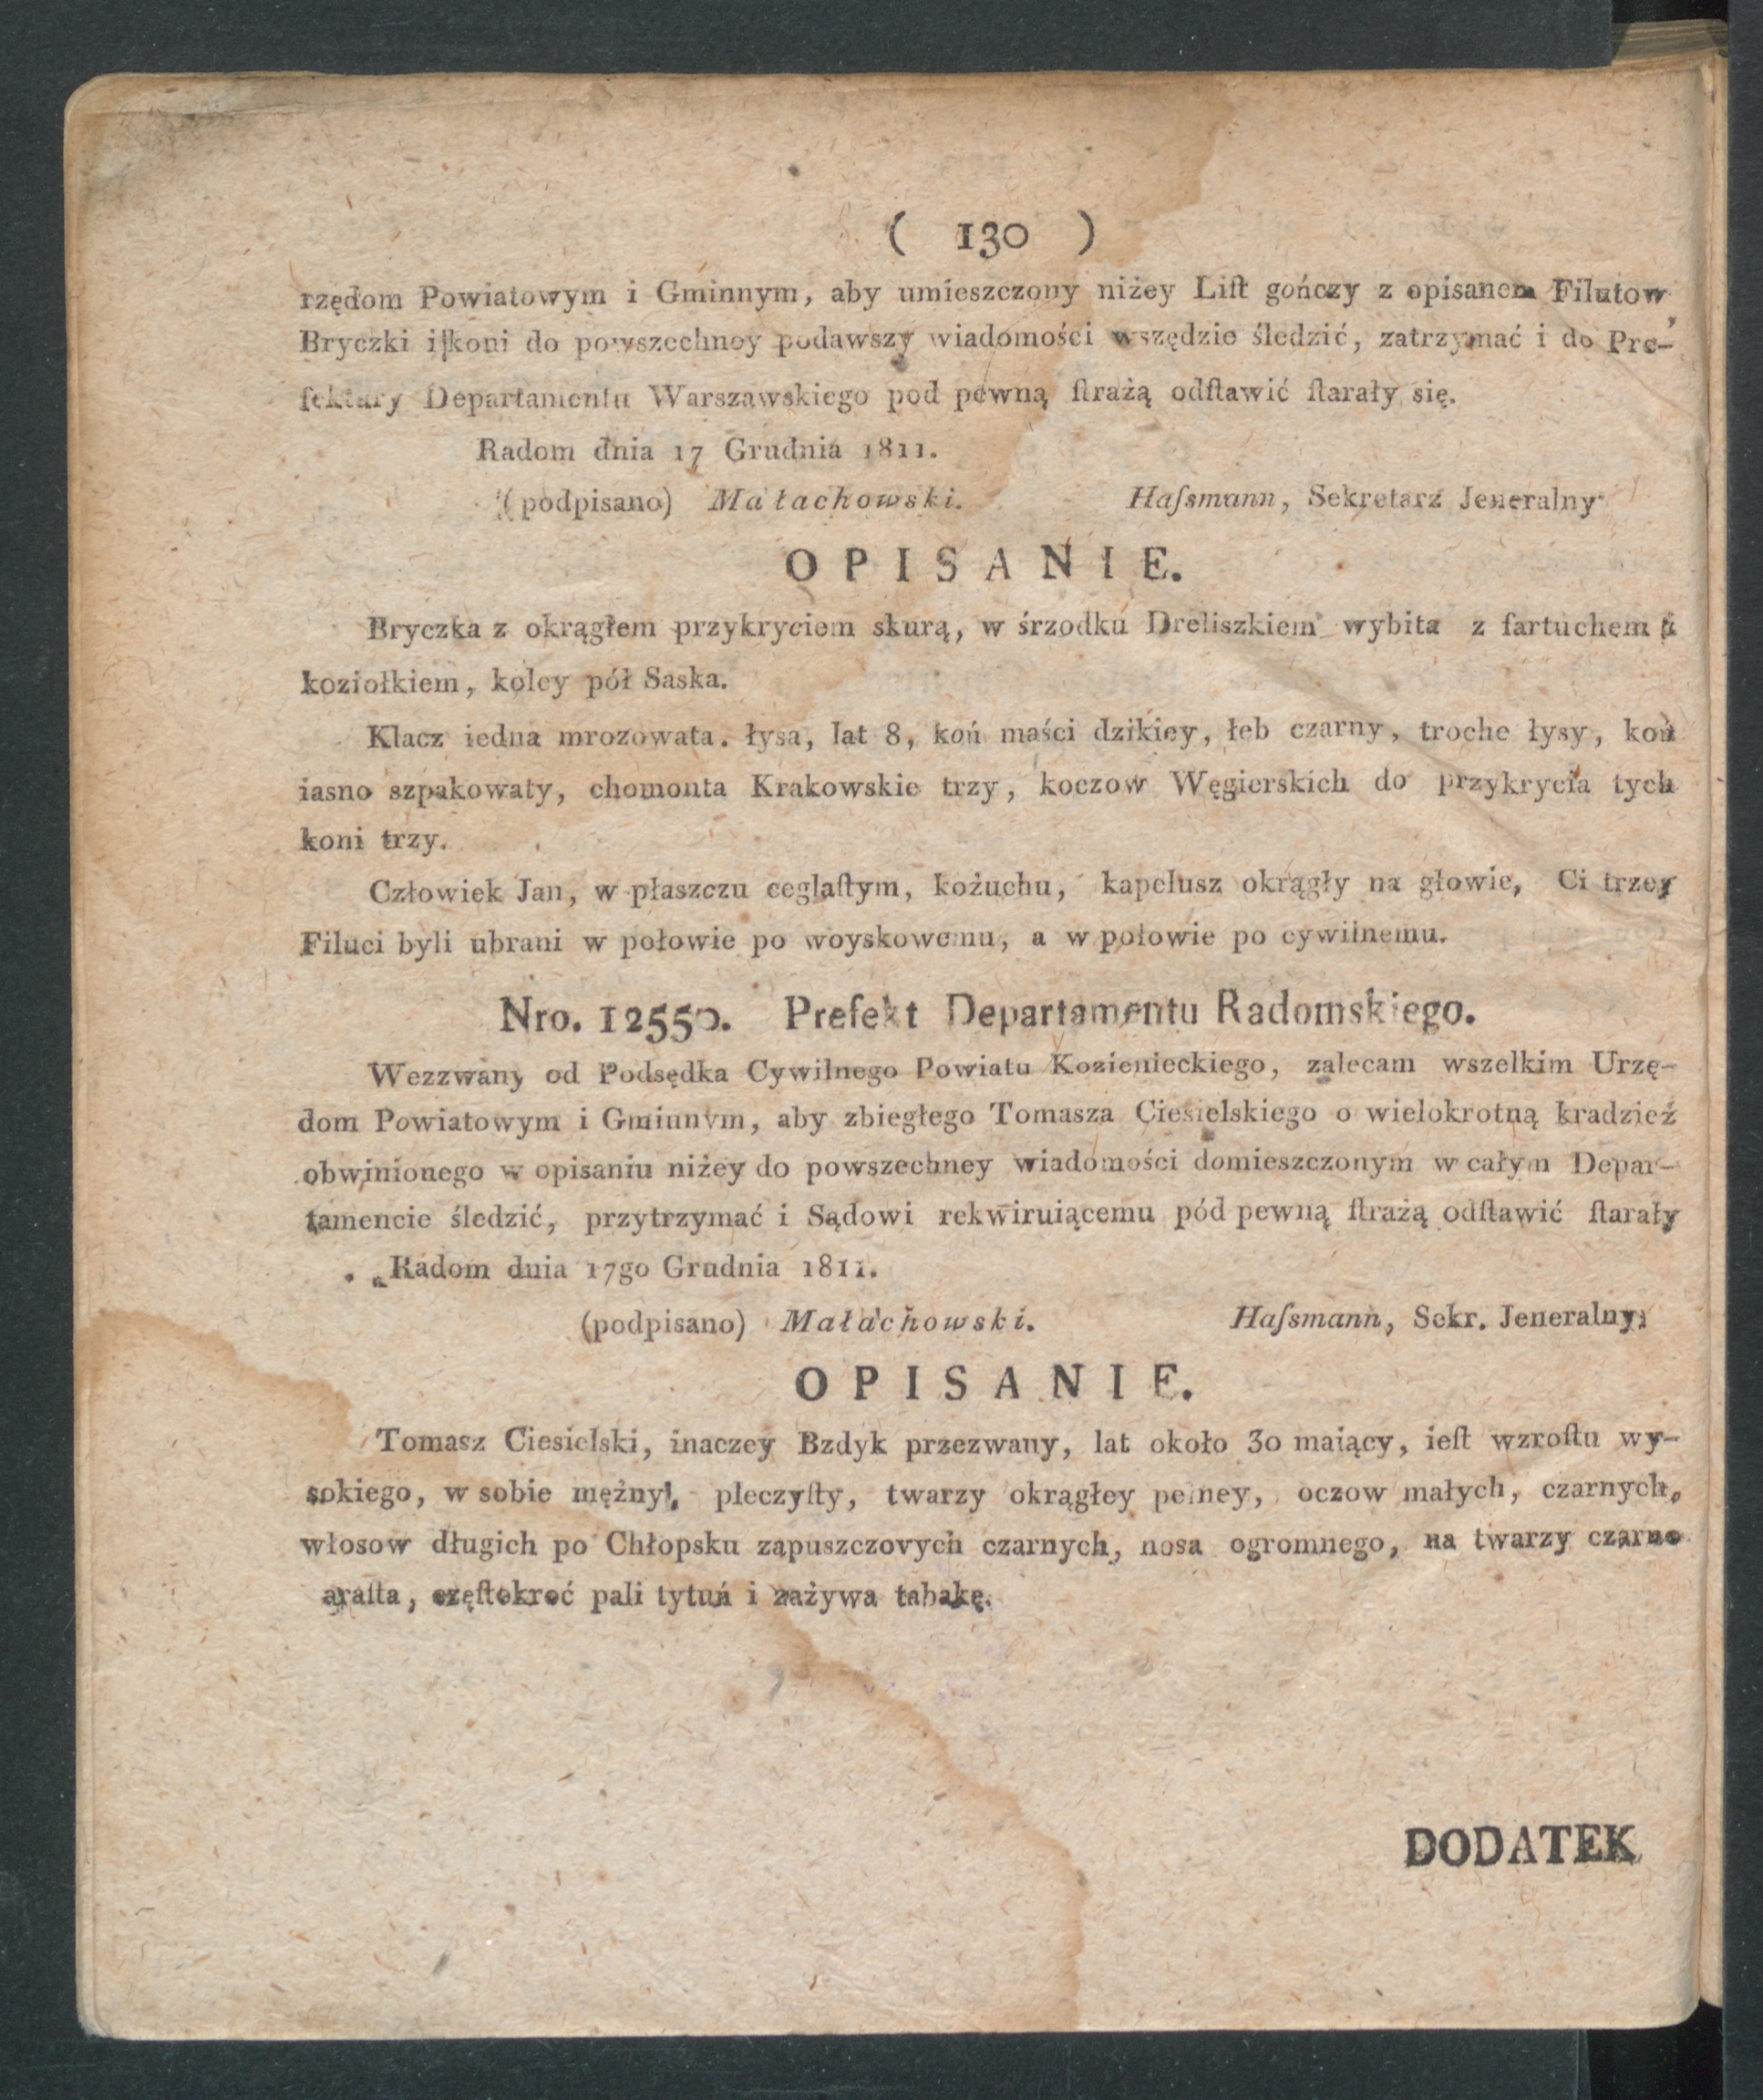 ( 130 )
rzędom Powiatowym i Gminnym, aby umieszczony niżey Liſt gończy z opisanem Filutow,
Bryczki i koni do powszechney podawszy wiadomości wszędzie śledzić, zatrzymać i do Pre-
fektury Departamentu Warszawskiego pod pewną ſtrażą odſtawić ſtarały się.
Radom dnia 17 Grudnia 1811.
(podpisano) Małachowski. Haſsmann, Sekretarz Jeneralny
OPISANIE.
Bryczka z okrągłem przykryciem skurą, w śrzodku Dreliszkiem wybita z fartuchem i
koziołkiem, koley pół Saska.
Klacz iedna mrozowata. łysa, lat 8, koń maści dzikiey, łeb czarny, troche łysy, koń
iasno szpakowaty, chomonta Krakowskie trzy, koczow Węgierskich do przykrycia tych
koni trzy.
Człowiek Jan, w płaszczu ceglaſtym, kożuchu, kapelusz okrągły na głowie, Ci trzey
Filuci byli ubrani w połowie po woyskowemu, a w połowie po cywilnemu.
Nro. 12550. Prefekt Departamentu Radomskiego.
Wezzwany od Podsędka Cywilnego Powiatu Kozienieckiego, zalecam wszelkim Urzę-
dom Powiatowym i Gminnym, aby zbiegłego Tomasza Ciesielskiego o wielokrotną kradzież
obwinionego w opisaniu niżey do powszechney wiadomości domieszczonym w całym Depar-
tamencie śledzić, przytrzymać i Sądowi rekwiruiącemu pód pewną ſtrażą odſtawić ſtarały
Radom dnia 17go Grudnia 1811.
(podpisano) Małachowski. Haſsmann, Sekr. Jeneralny
OPISANIE.
Tomasz Ciesielski, inaczey Bzdyk przezwany, lat około 30 maiący, ieſt wzroſtu wy-
sokiego, w sobie mężny, pleczyſty, twarzy okrągłey pełney, oczow małych, czarnych,
włosow długich po Chłopsku zapuszczovych czarnych, nosa ogromnego, na twarzy czarno
araſta, częſtokroć pali tytuń i zażywa tabakę.
DODATEK